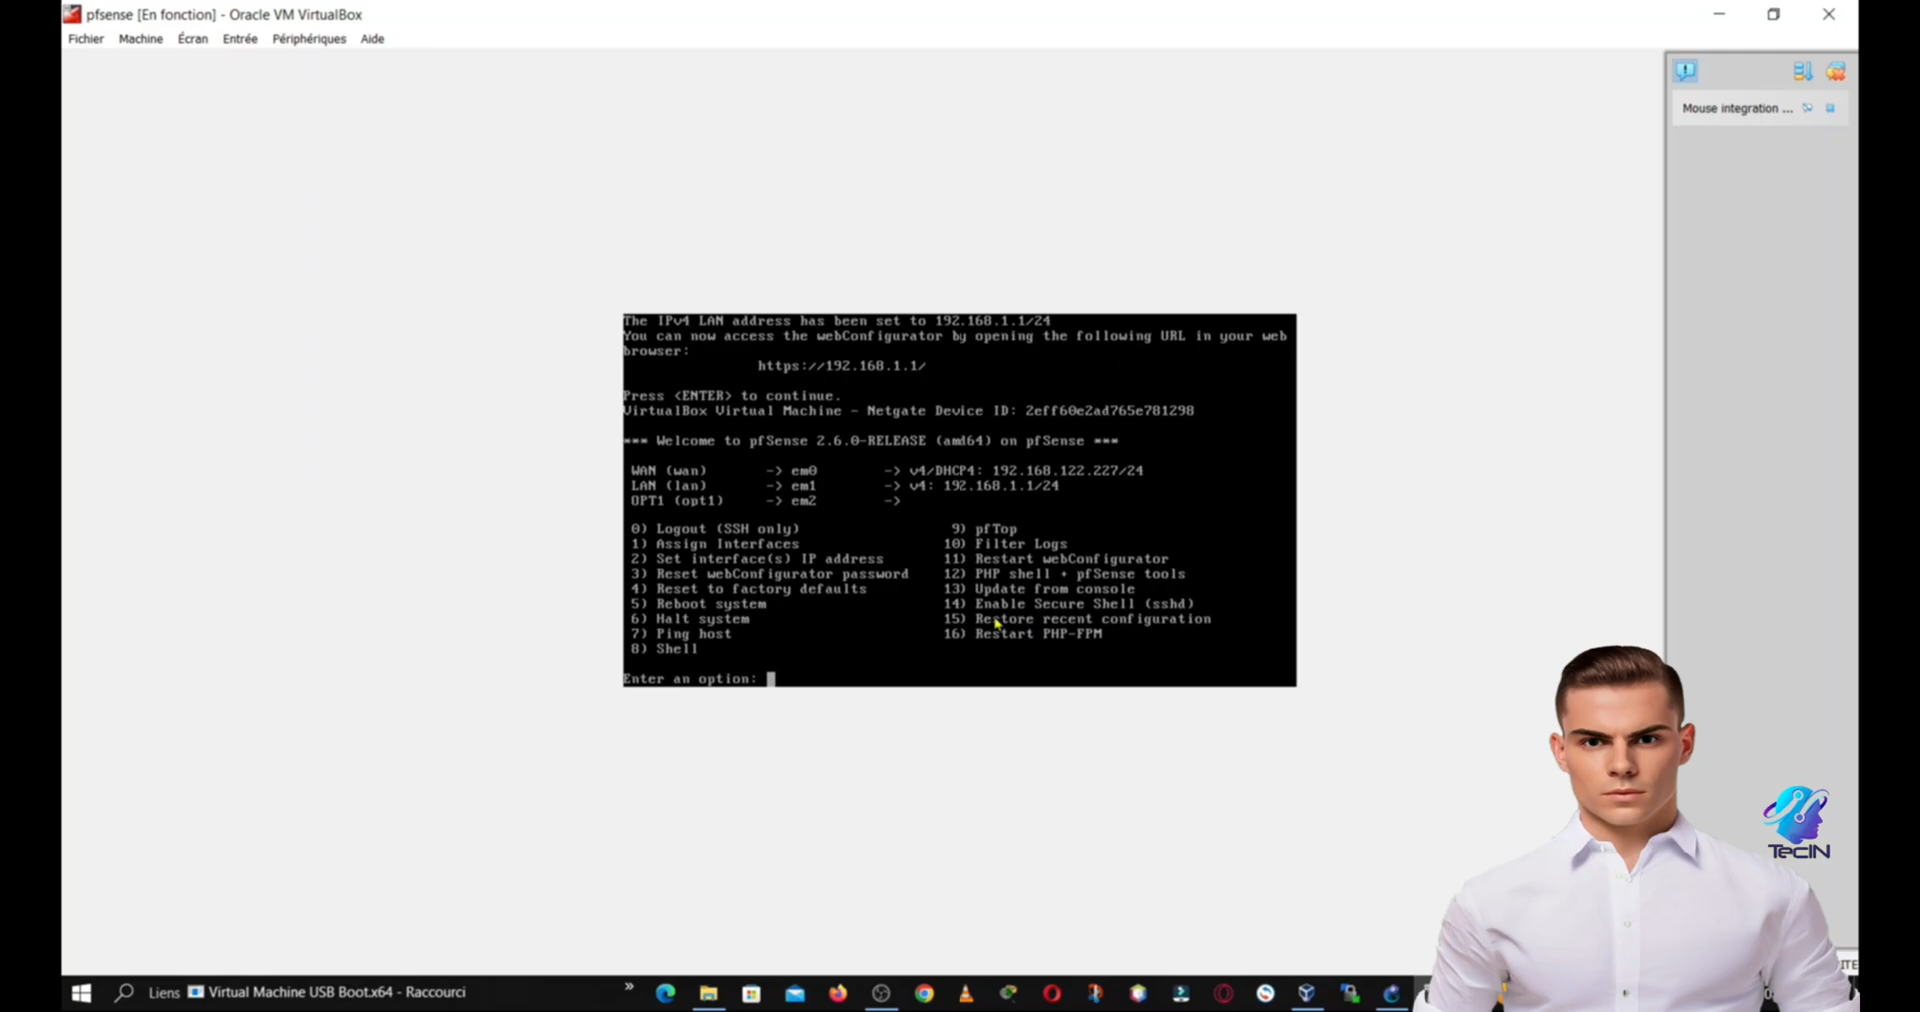 pfsense [En fonction] - Oracle VM VirtualBox
Fichier Machine Écran Entrée Périphériques Aide
Mouse integration ...
The IPv4 LAN address has been set to 192.168.1.1/24
You can now access the webConfigurator by opening the following URL in your web
browser:
https://192.168.1.1/
Press <ENTER> to continue.
VirtualBox Virtual Machine - Netgate Device ID: 2eff60e2ad765e781298
*** Welcome to pfSense 2.6.0-RELEASE (amd64) on pfSense ***
WAN (wan) -> em0 -> v4/DHCP4: 192.168.122.227/24
LAN (lan) -> em1 -> v4: 192.168.1.1/24
OPT1 (opt1) -> em2 ->
0) Logout (SSH only) 9) pfTop
1) Assign Interfaces 10) Filter Logs
2) Set interface(s) IP address 11) Restart webConfigurator
3) Reset webConfigurator password 12) PHP shell + pfSense tools
4) Reset to factory defaults 13) Update from console
5) Reboot system 14) Enable Secure Shell (sshd)
6) Halt system 15) Restore recent configuration
7) Ping host 16) Restart PHP-FPM
8) Shell
Enter an option:
TecIN
Liens Virtual Machine USB Boot.x64 - Raccourci »